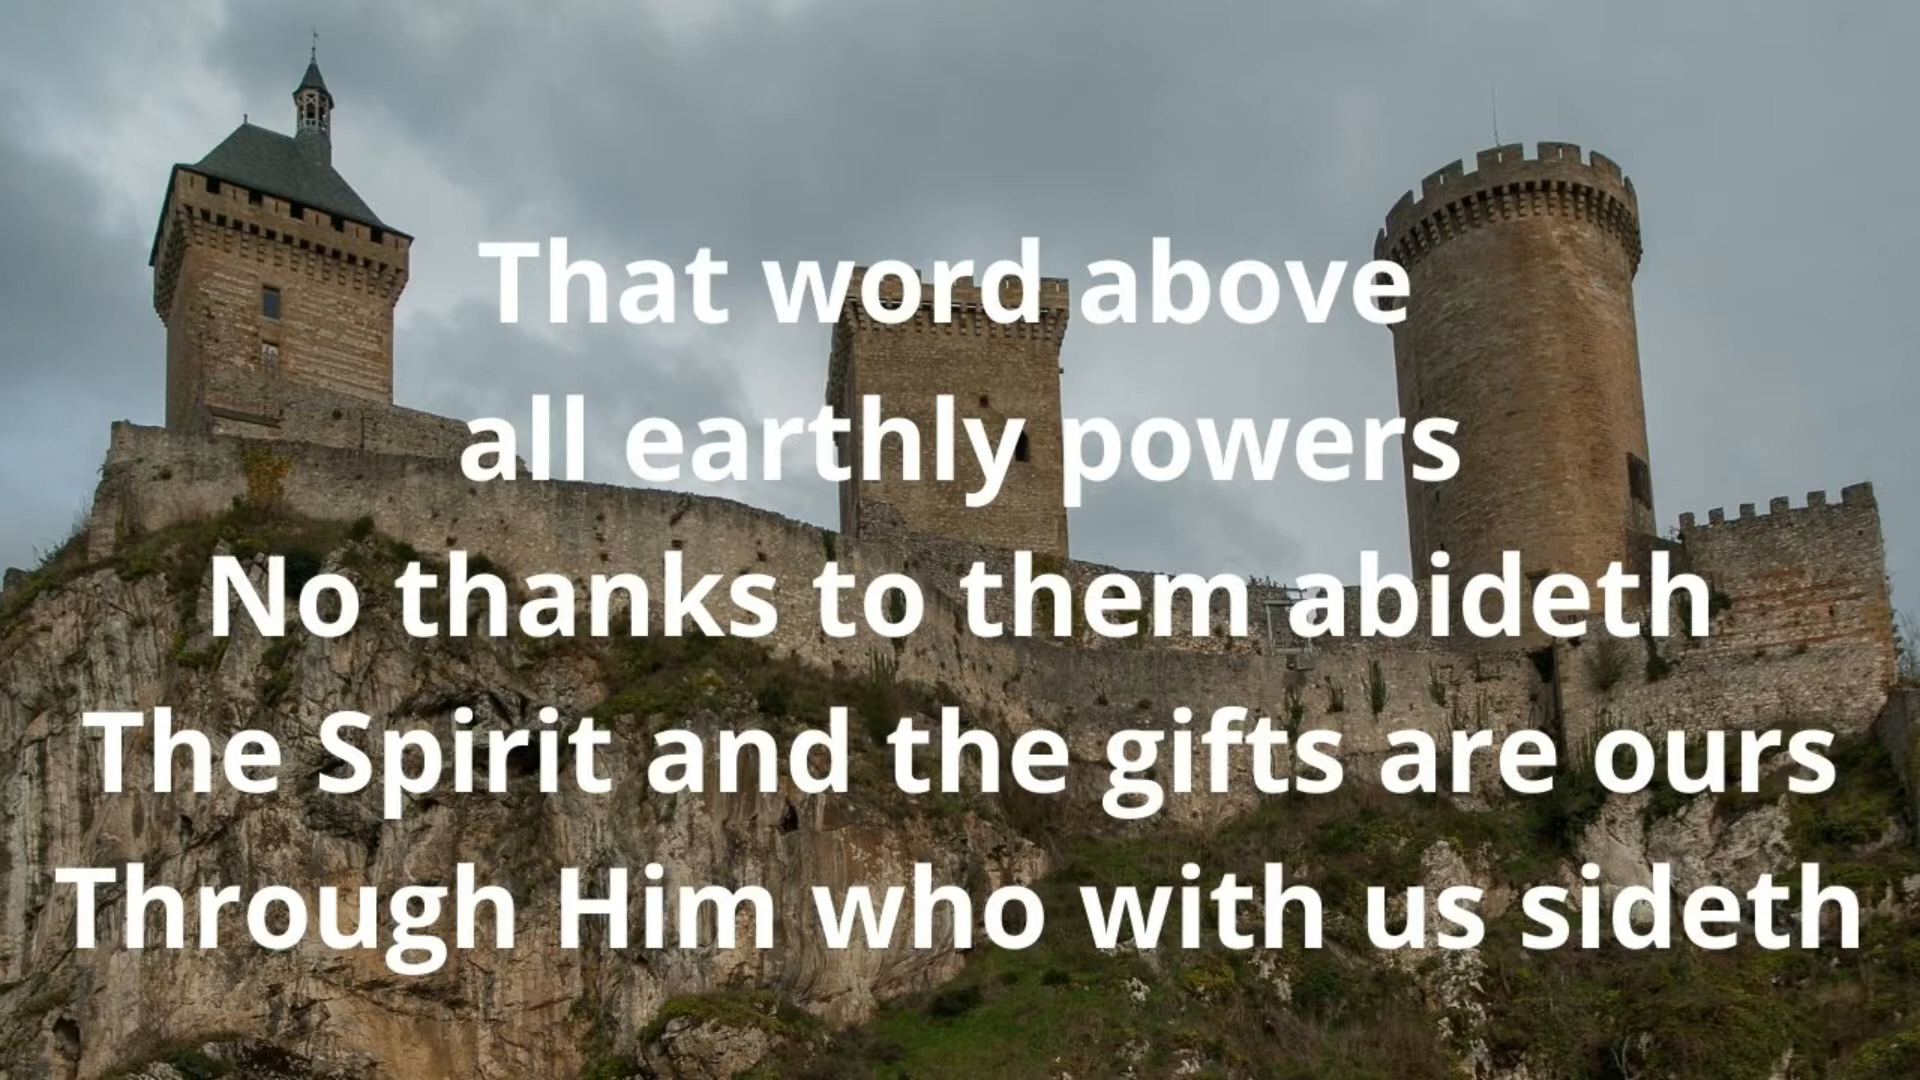 That word above
all earthly powers
No thanks to them abideth
The Spirit and the gifts are ours
Through Him who with us sideth